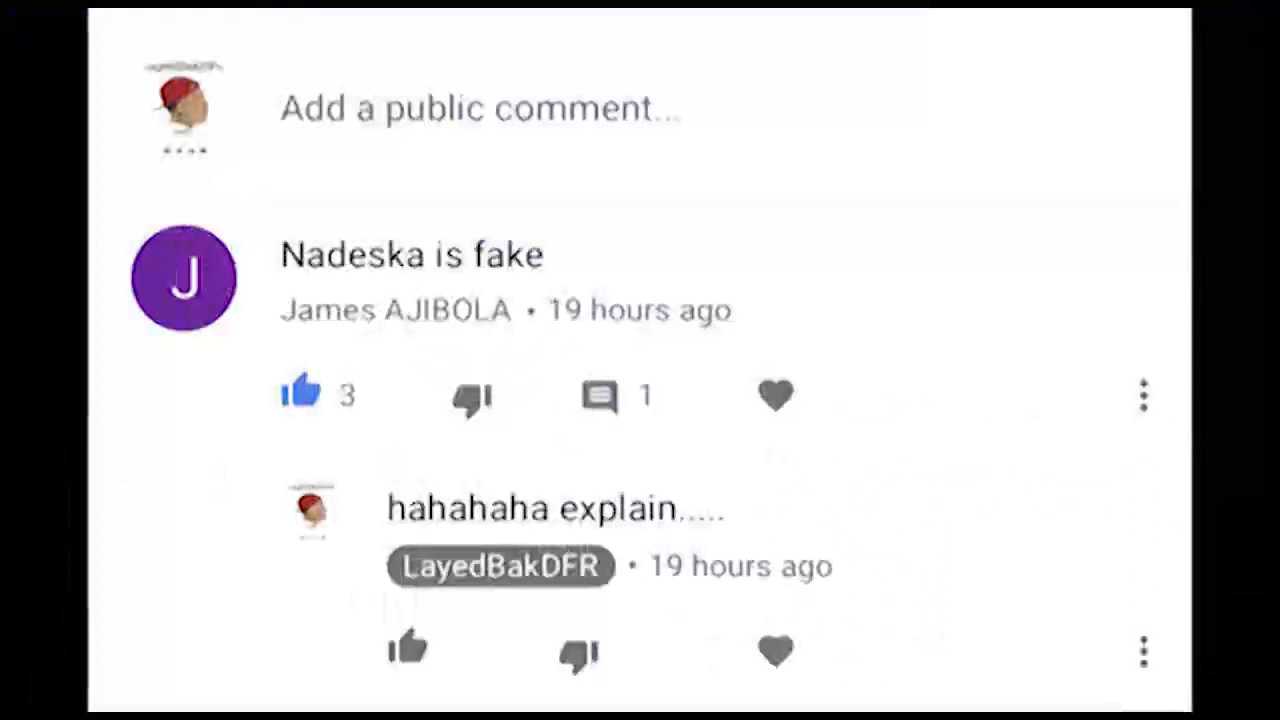 Add a public comment...
Nadeska is fake
James AJIBOLA • 19 hours ago
3
1
hahahaha explain.....
LayedBakDFR • 19 hours ago